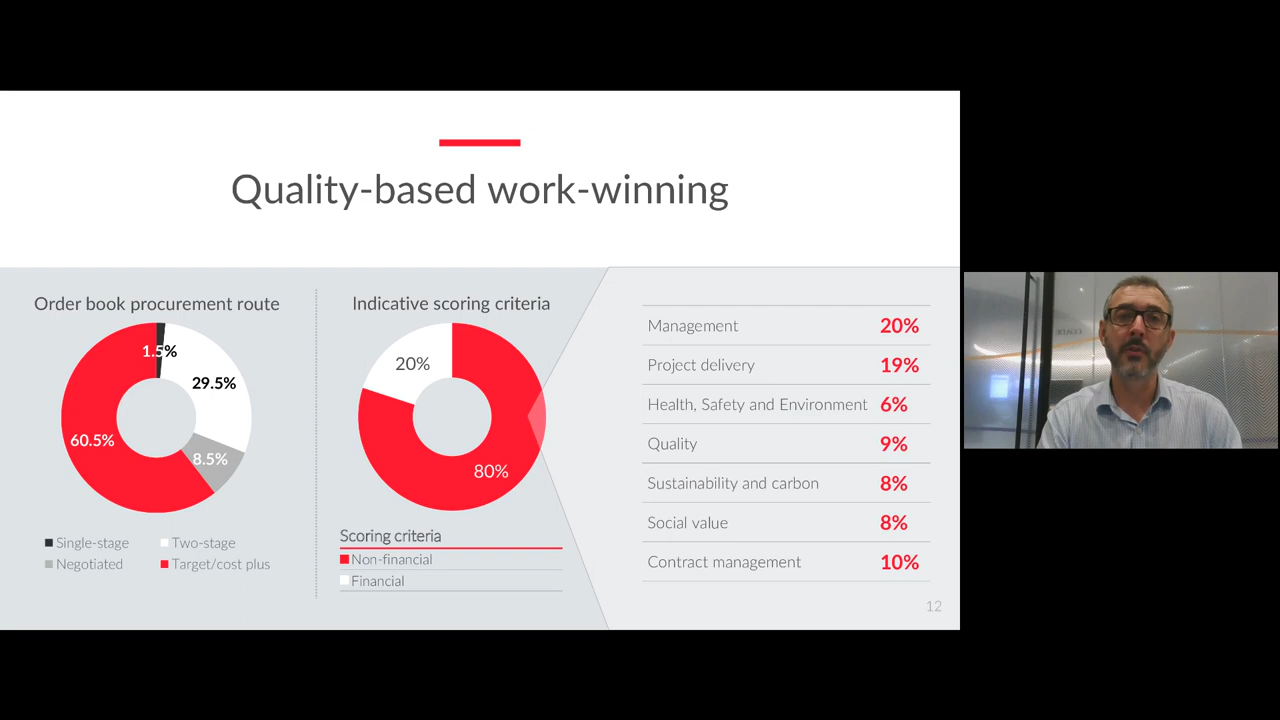 Quality-based work-winning
Order book procurement route
1.5%
29.5%
60.5%
8.5%
Single-stage
Two-stage
Negotiated
Target/cost plus
Indicative scoring criteria
20%
80%
Scoring criteria
Non-financial
Financial
Management 20%
Project delivery 19%
Health, Safety and Environment 6%
Quality 9%
Sustainability and carbon 8%
Social value 8%
Contract management 10%
12